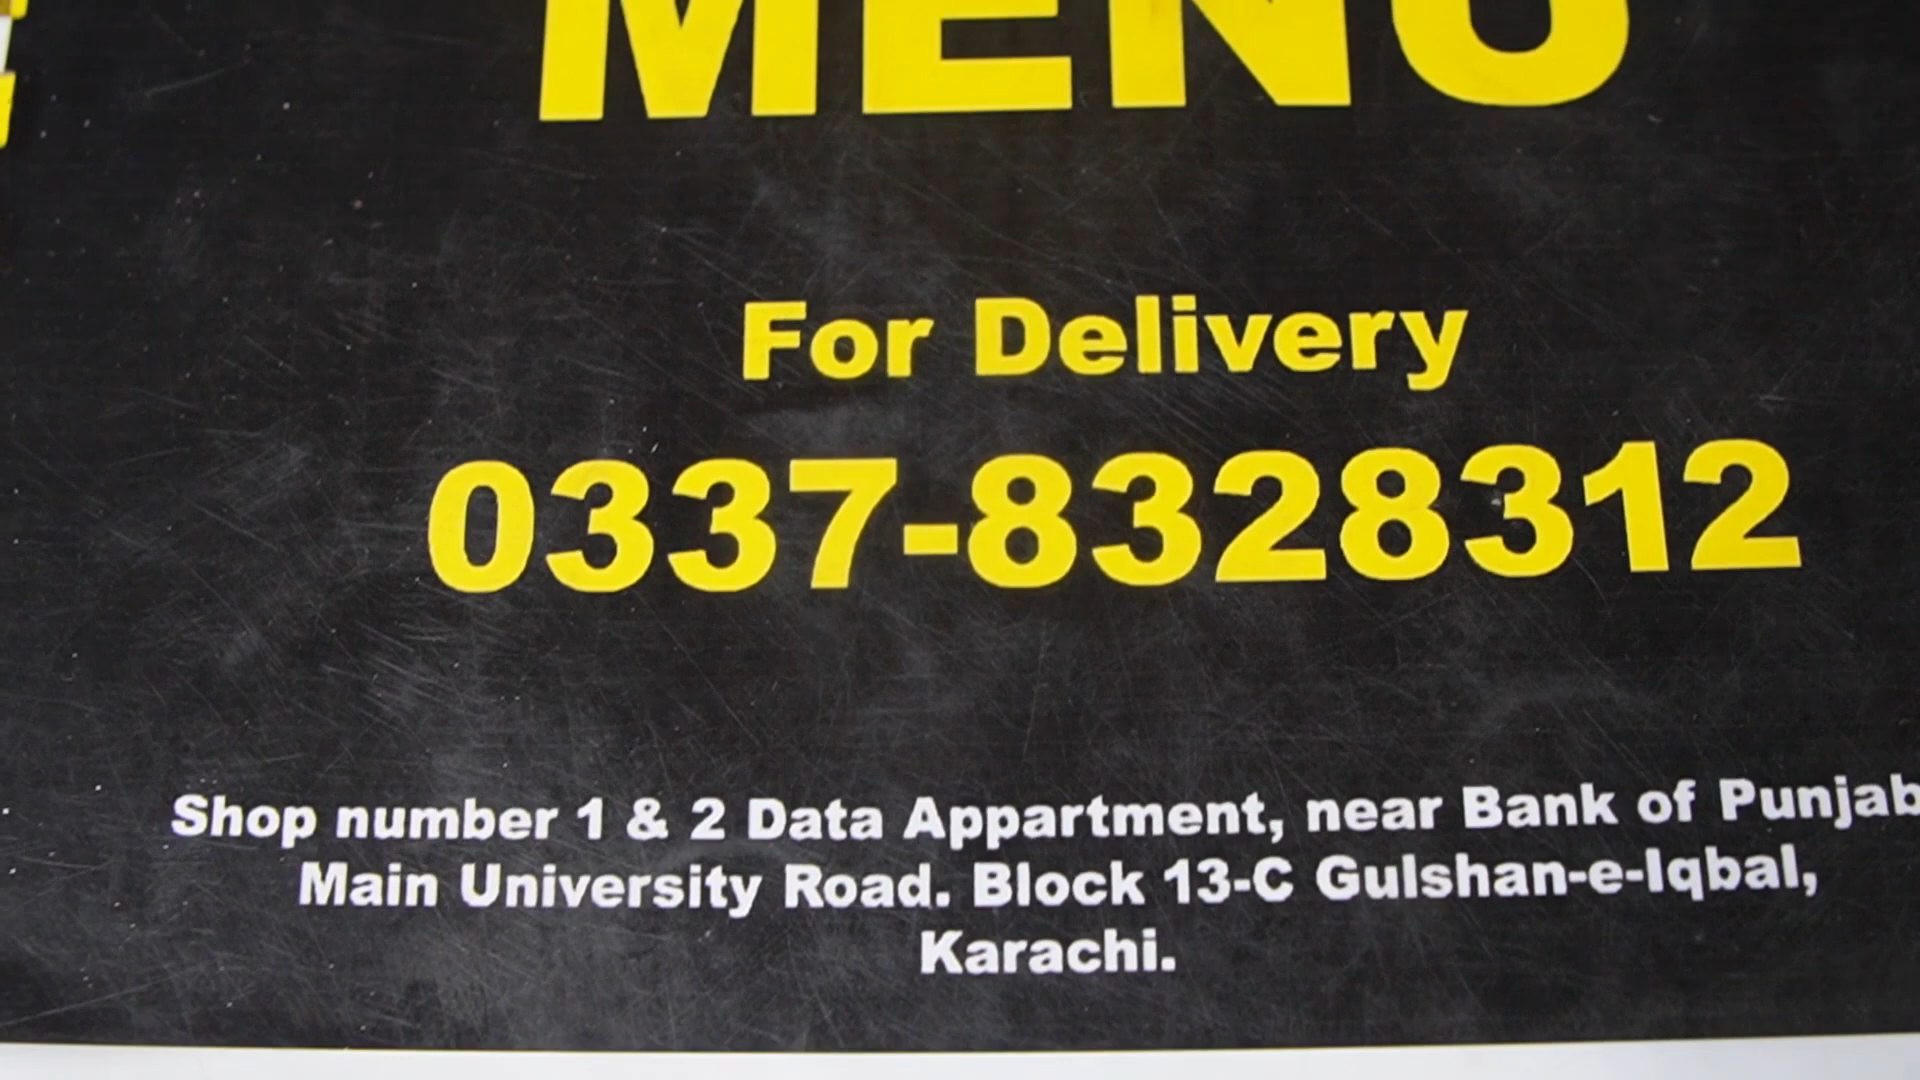 MENU
For Delivery
0337-8328312
Shop number 1 & 2 Data Appartment, near Bank of Punjab
Main University Road. Block 13-C Gulshan-e-Iqbal,
Karachi.